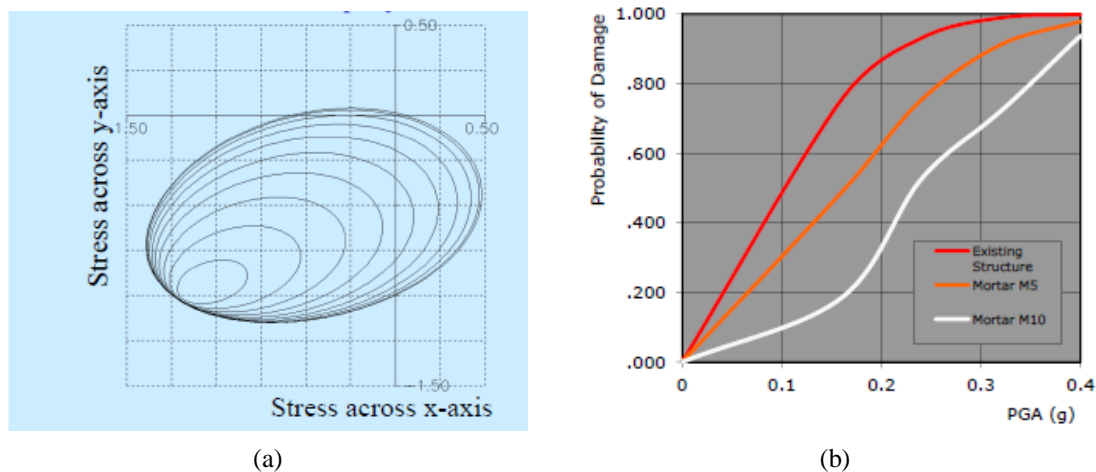 0.50
-1.50
0.50
-1.50
Stress across y-axis
Stress across x-axis
(a)
1.000
.800
.600
.400
.200
.000
Probability of Damage
Existing
Structure
Mortar M5
Mortar M10
0
0.1
0.2
0.3
0.4
PGA (g)
(b)